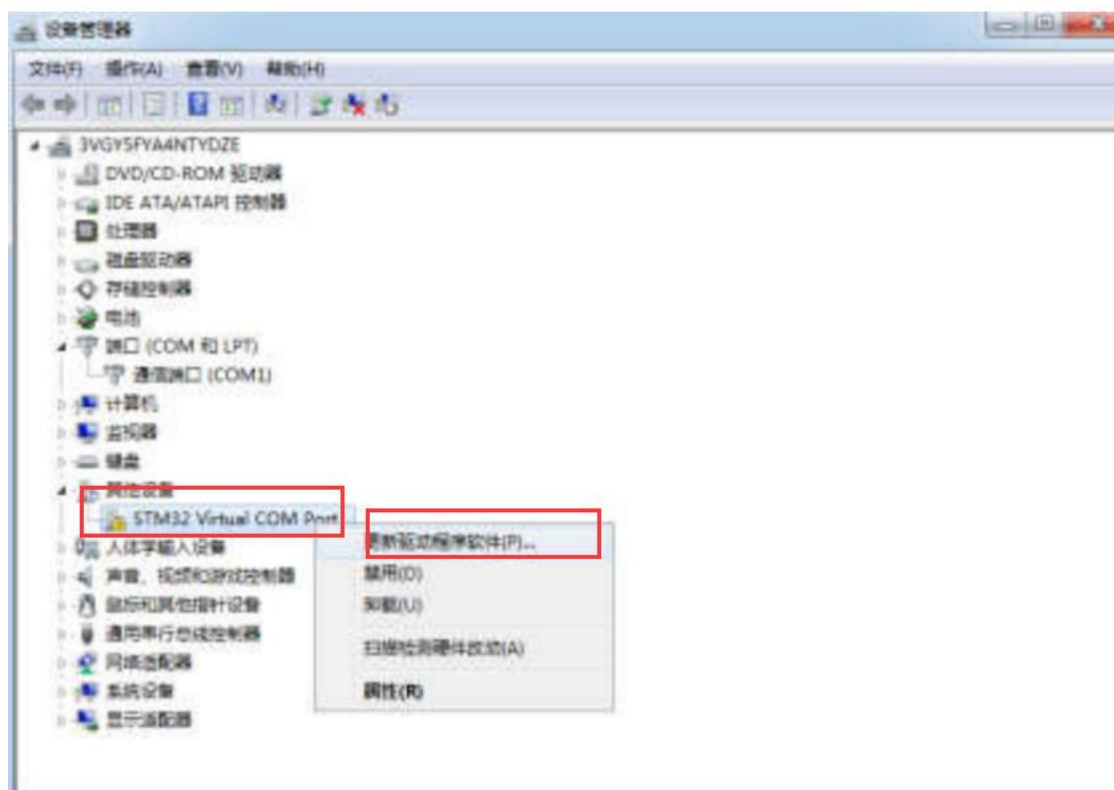 设备管理器
文件(F) 操作(A) 查看(V) 帮助(H)
3VGY5FYA4NTYDZE
DVD/CD-ROM 驱动器
IDE ATA/ATAPI 控制器
处理器
磁盘驱动器
存储控制器
电池
端口 (COM 和 LPT)
通信端口 (COM1)
计算机
监视器
键盘
其他设备
STM32 Virtual COM Port
更新驱动程序软件(P)...
人体学输入设备
禁用(D)
声音、视频和游戏控制器
卸载(U)
鼠标和其他指针设备
通用串行总线控制器
扫描检测硬件改动(A)
网络适配器
系统设备
属性(R)
显示适配器